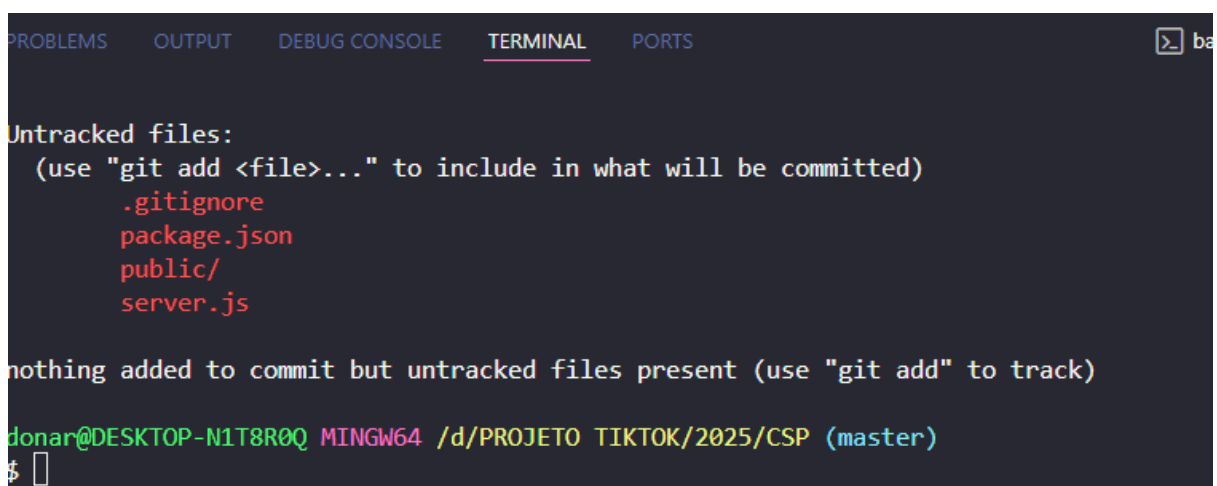 PROBLEMS OUTPUT DEBUG CONSOLE TERMINAL PORTS ba
Untracked files:
(use "git add <file>..." to include in what will be committed)
.gitignore
package.json
public/
server.js
nothing added to commit but untracked files present (use "git add" to track)
donar@DESKTOP-N1T8R0Q MINGW64 /d/PROJETO TIKTOK/2025/CSP (master)
$